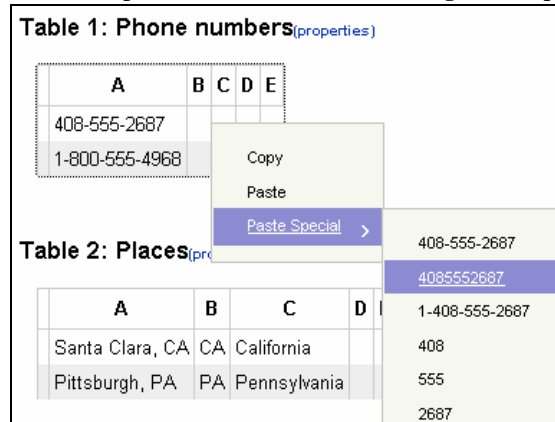 Table 1: Phone numbers(properties)
A B C D E
408-555-2687
1-800-555-4968
Copy
Paste
Paste Special >
Table 2: Places(pro
408-555-2687
4085552687
A B C D
1-408-555-2687
Santa Clara, CA CA California
408
Pittsburgh, PA PA Pennsylvania
555
2687